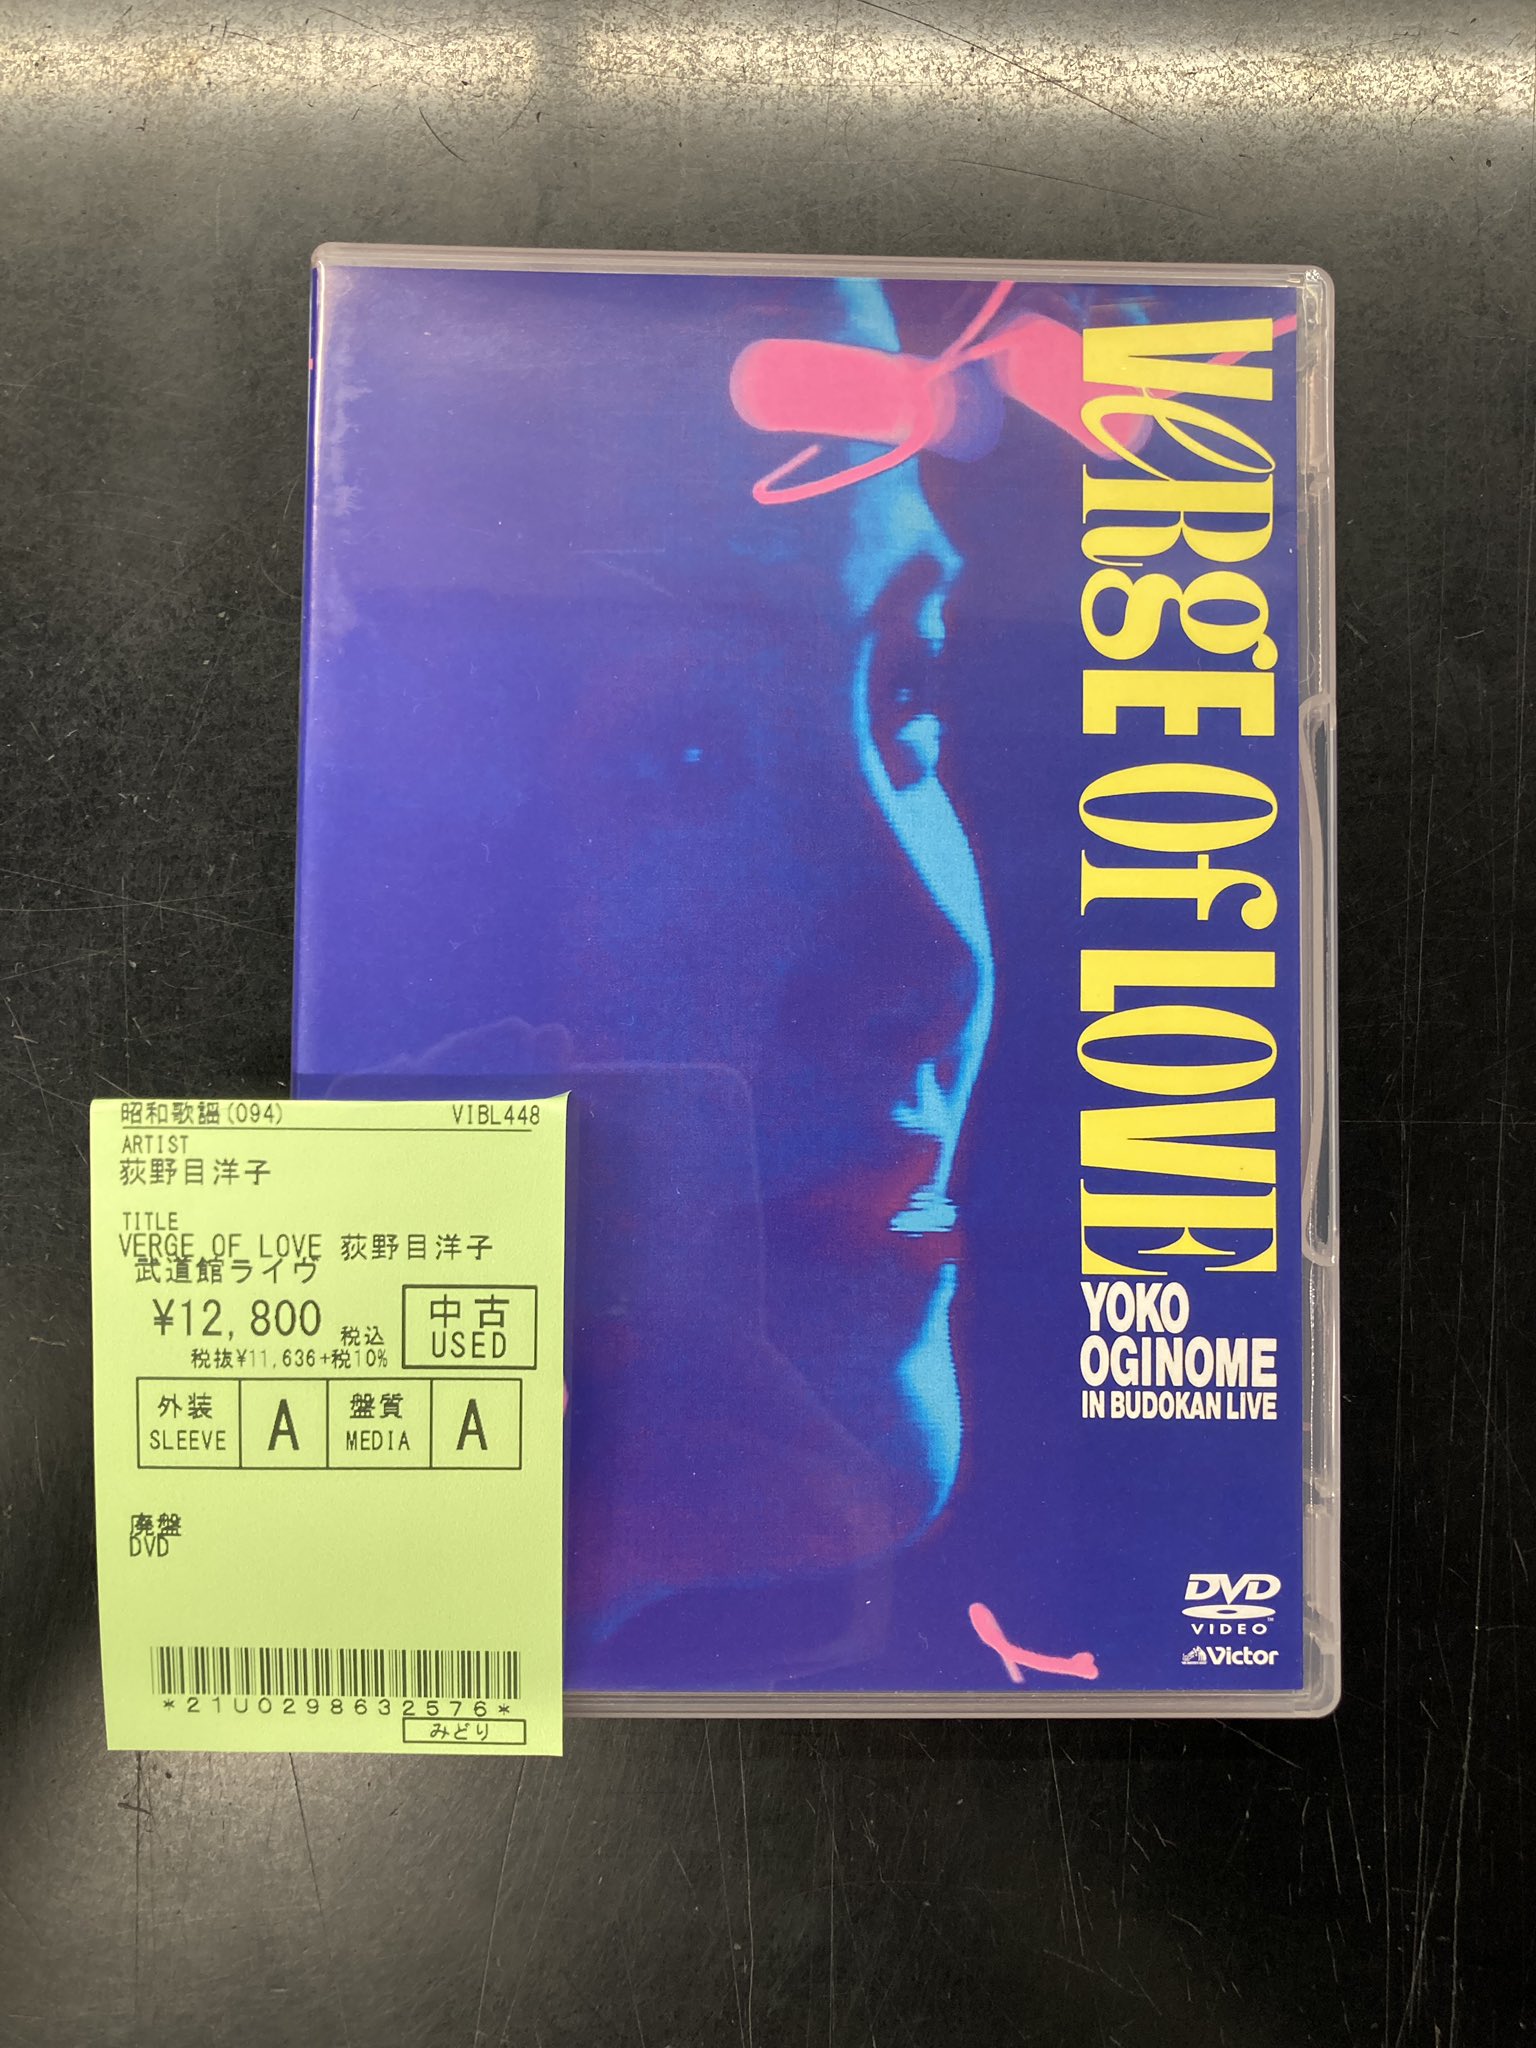 VERGE OF LOVE
YOKO
OGINOME
IN BUDOKAN LIVE
DVD
VIDEO
Victor
昭和歌謡(094) VIBL448
ARTIST
荻野目洋子
TITLE
VERGE OF LOVE 荻野目洋子
武道館ライヴ
¥12,800 税込
税抜¥11,636+税10%
中古
USED
外装
SLEEVE
A
盤質
MEDIA
A
廃盤
DVD
*21U0298632576*
みどり